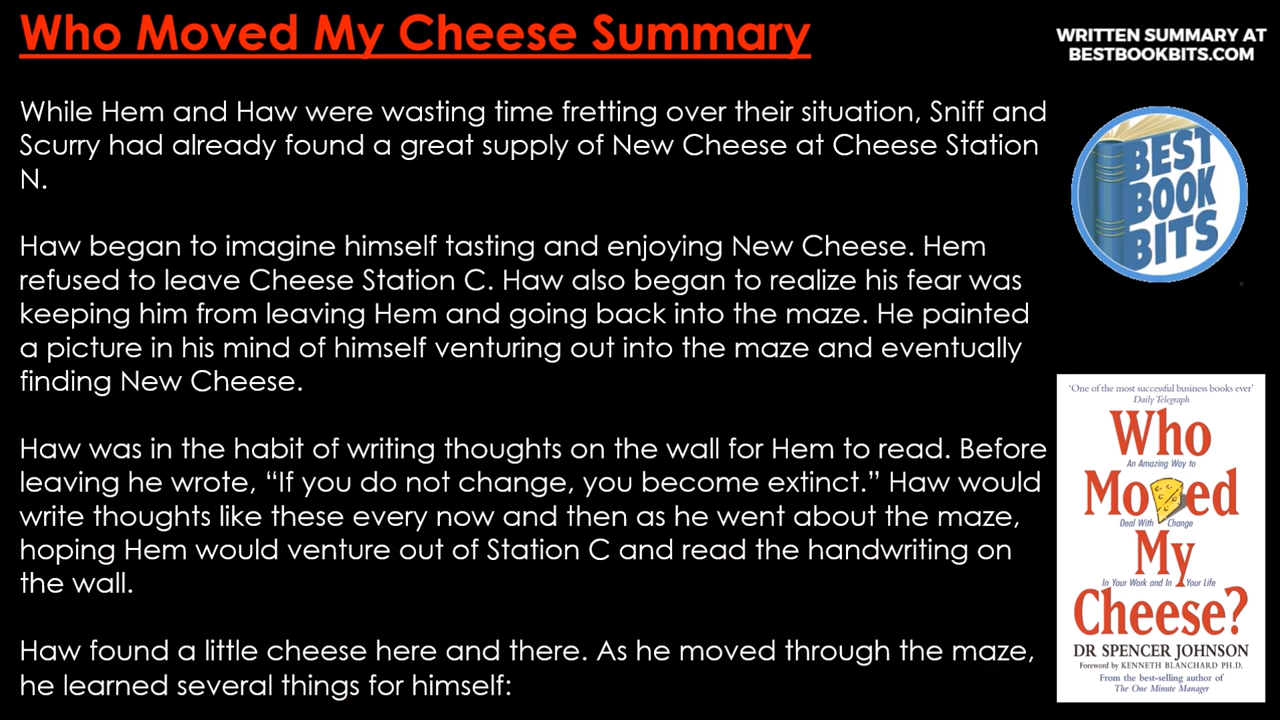 Who Moved My Cheese Summary
WRITTEN SUMMARY AT
BESTBOOKBITS.COM
While Hem and Haw were wasting time fretting over their situation, Sniff and
Scurry had already found a great supply of New Cheese at Cheese Station
N.
Haw began to imagine himself tasting and enjoying New Cheese. Hem
refused to leave Cheese Station C. Haw also began to realize his fear was
keeping him from leaving Hem and going back into the maze. He painted
a picture in his mind of himself venturing out into the maze and eventually
finding New Cheese.
Haw was in the habit of writing thoughts on the wall for Hem to read. Before
leaving he wrote, “If you do not change, you become extinct.” Haw would
write thoughts like these every now and then as he went about the maze,
hoping Hem would venture out of Station C and read the handwriting on
the wall.
Haw found a little cheese here and there. As he moved through the maze,
he learned several things for himself:
BEST
BOOK
BITS
‘One of the most successful business books ever’
Daily Telegraph
Who
An Amazing Way to
Moved
Deal With Change
My
In Your Work and In Your Life
Cheese?
DR SPENCER JOHNSON
Foreword by KENNETH BLANCHARD PH.D.
From the best-selling author of
The One Minute Manager